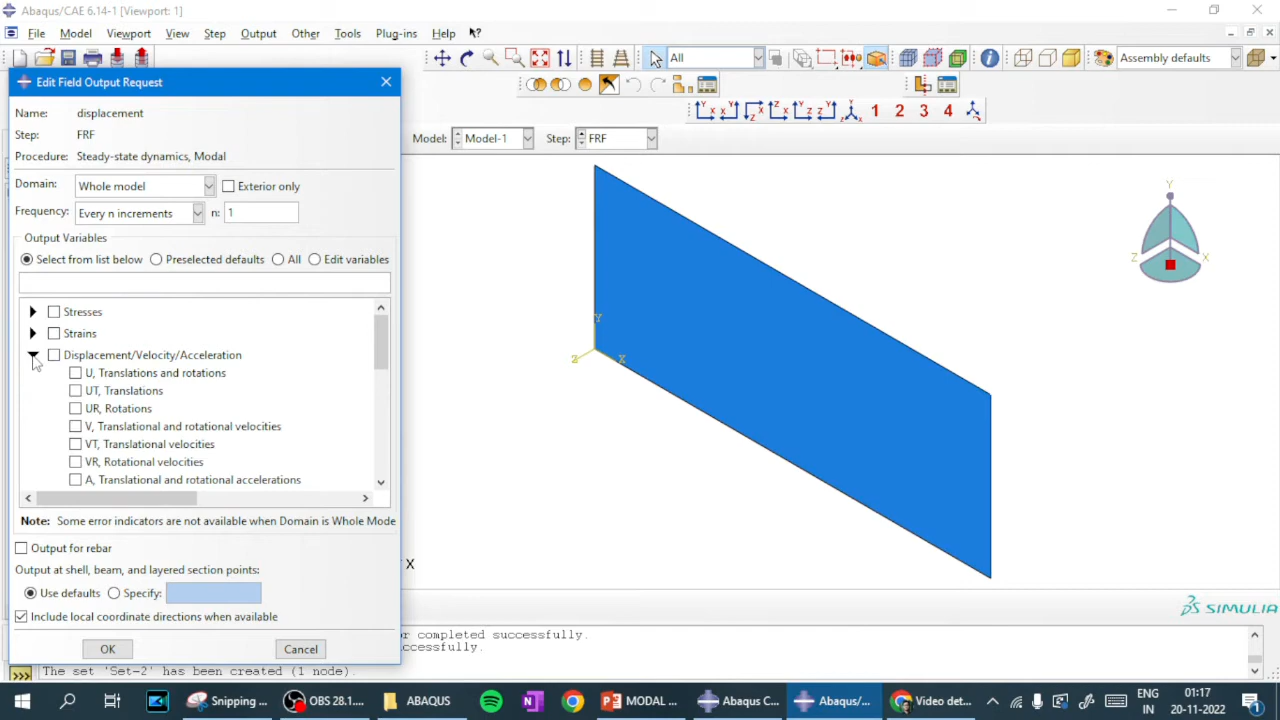 Abaqus/CAE 6.14-1 [Viewport: 1]
File Model Viewport View Step Output Other Tools Plug-ins Help
All
Assembly defaults
1 2 3 4
Model: Model-1 Step: FRF
Edit Field Output Request
Name: displacement
Step: FRF
Procedure: Steady-state dynamics, Modal
Domain: Whole model Exterior only
Frequency: Every n increments n: 1
Output Variables
Select from list below Preselected defaults All Edit variables
Stresses
Strains
Displacement/Velocity/Acceleration
U, Translations and rotations
UT, Translations
UR, Rotations
V, Translational and rotational velocities
VT, Translational velocities
VR, Rotational velocities
A, Translational and rotational accelerations
Note: Some error indicators are not available when Domain is Whole Mode
Output for rebar
Output at shell, beam, and layered section points:
Use defaults Specify:
Include local coordinate directions when available
OK Cancel
Y
Z X
Y
Z X
X
SIMULIA
or completed successfully.
ccessfully.
The set 'Set-2' has been created (1 node).
Snipping ... OBS 28.1.... ABAQUS MODAL ... Abaqus C... Abaqus/... Video det...
ENG
IN
01:17
20-11-2022
1